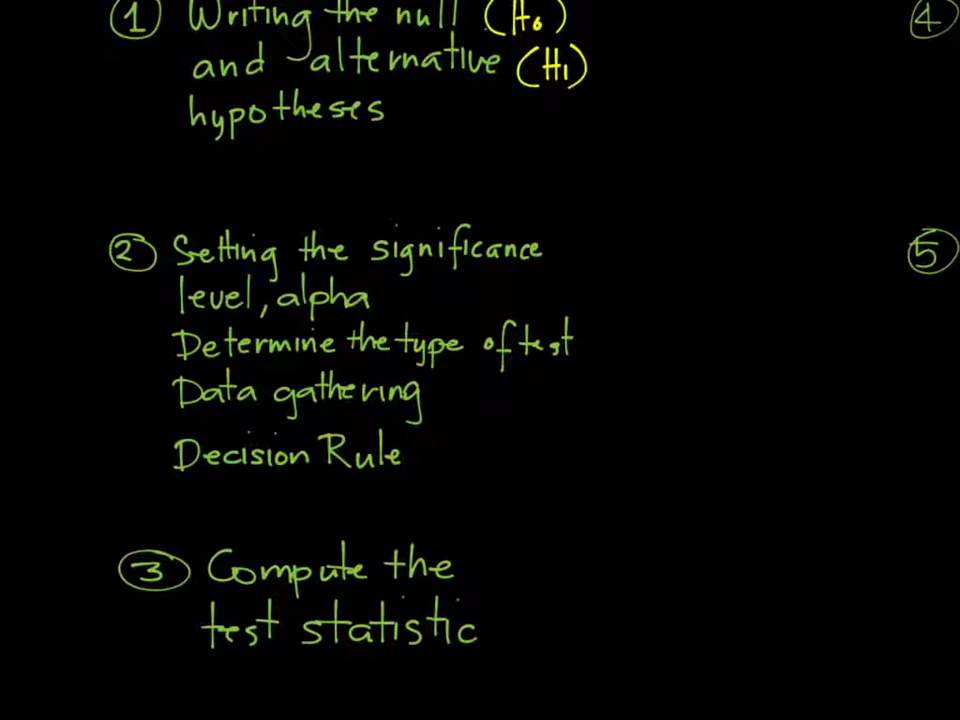 ① Writing the null (H₀)
and alternative (H₁)
hypotheses
② Setting the significance
level, alpha
Determine the type of test
Data gathering
Decision Rule
③ Compute the
test statistic
④
⑤